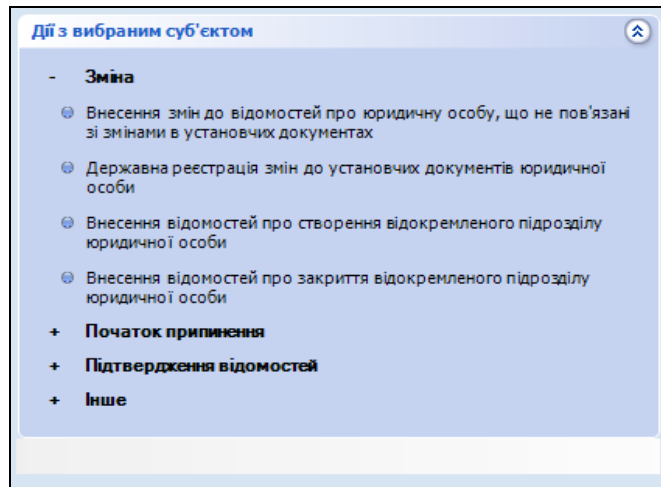 Дії з вибраним суб'єктом
- Зміна
Внесення змін до відомостей про юридичну особу, що не пов'язані
зі змінами в установчих документах
Державна реєстрація змін до установчих документів юридичної
особи
Внесення відомостей про створення відокремленого підрозділу
юридичної особи
Внесення відомостей про закриття відокремленого підрозділу
юридичної особи
+ Початок припинення
+ Підтвердження відомостей
+ Інше